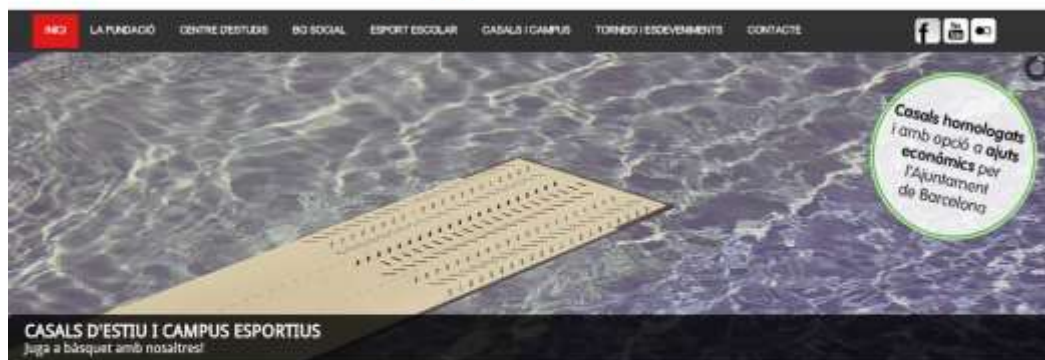 INICI LA FUNDACIÓ CENTRE D'ESTUDIS BQ SOCIAL ESPORT ESCOLAR CASALS I CAMPUS TORNEIG I ESDEVENIMENTS CONTACTE
Casals homologats
i amb opció a ajuts
econòmics per
l'Ajuntament
de Barcelona
CASALS D'ESTIU I CAMPUS ESPORTIUS
Juga a bàsquet amb nosaltres!